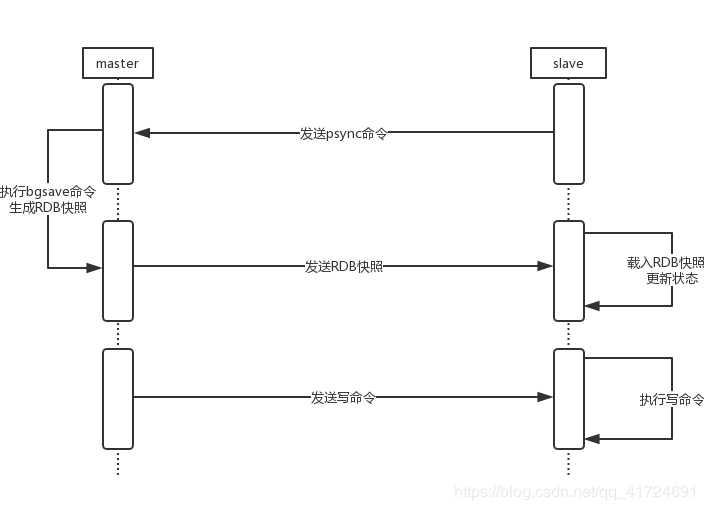 master
slave
发送psync命令
执行bgsave命令
生成RDB快照
发送RDB快照
载入RDB快照
更新状态
发送写命令
执行写命令
https://blog.csdn.net/qq_41724691